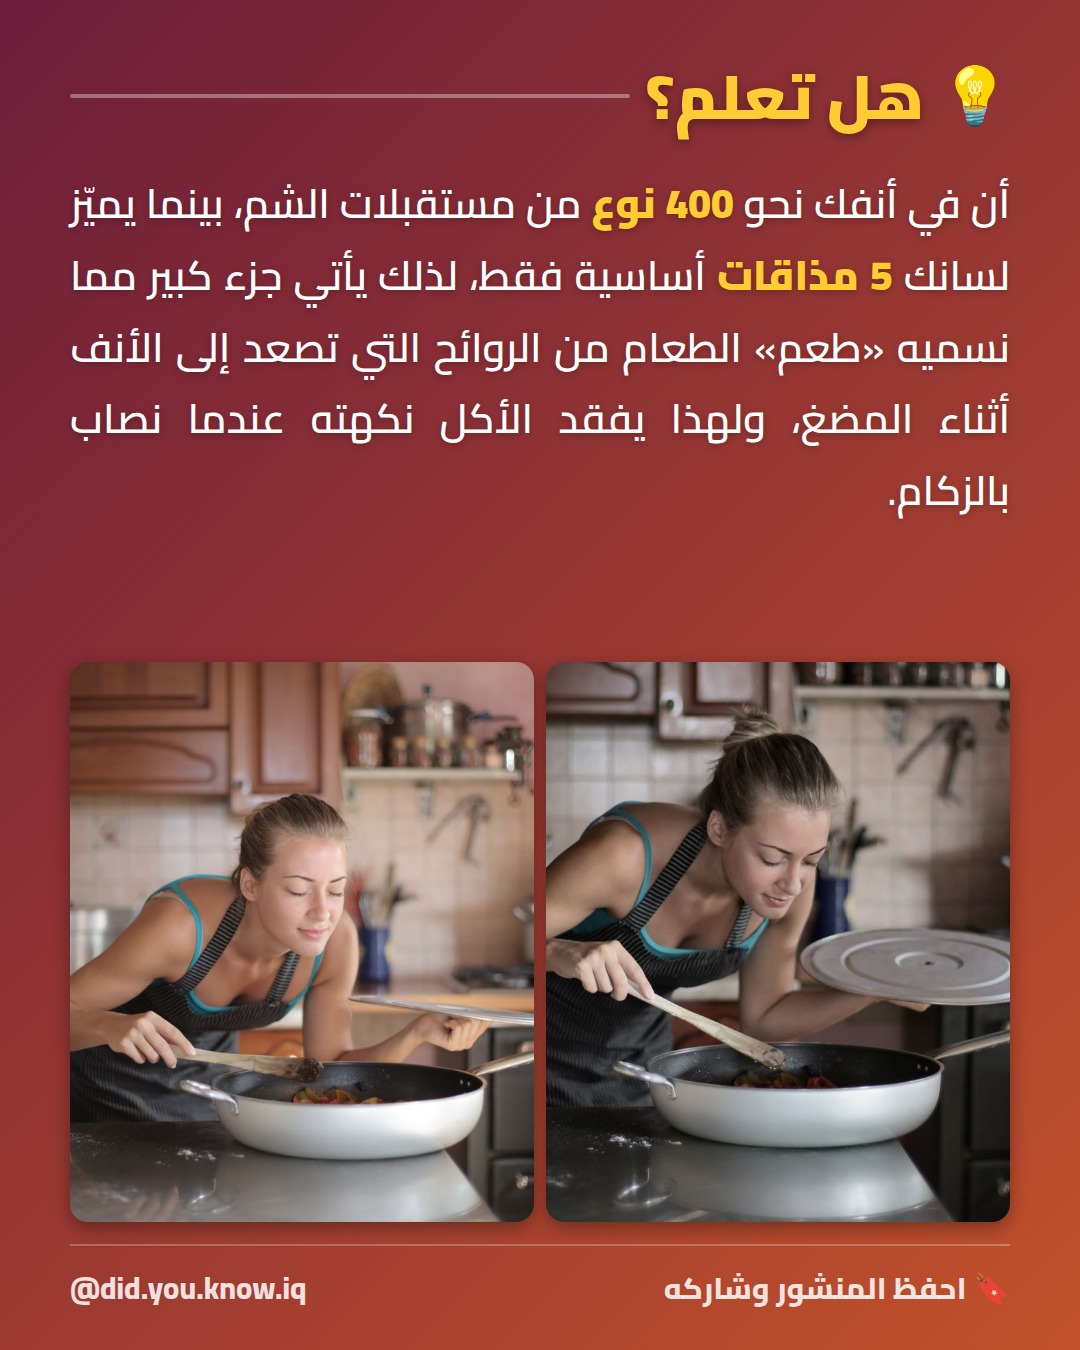 هل تعلم؟
أن في أنفك نحو 400 نوع من مستقبلات الشم، بينما يميّز
لسانك 5 مذاقات أساسية فقط، لذلك يأتي جزء كبير مما
نسميه «طعم» الطعام من الروائح التي تصعد إلى الأنف
أثناء المضغ، ولهذا يفقد الأكل نكهته عندما نصاب
بالزكام.
احفظ المنشور وشاركه
@did.you.know.iq